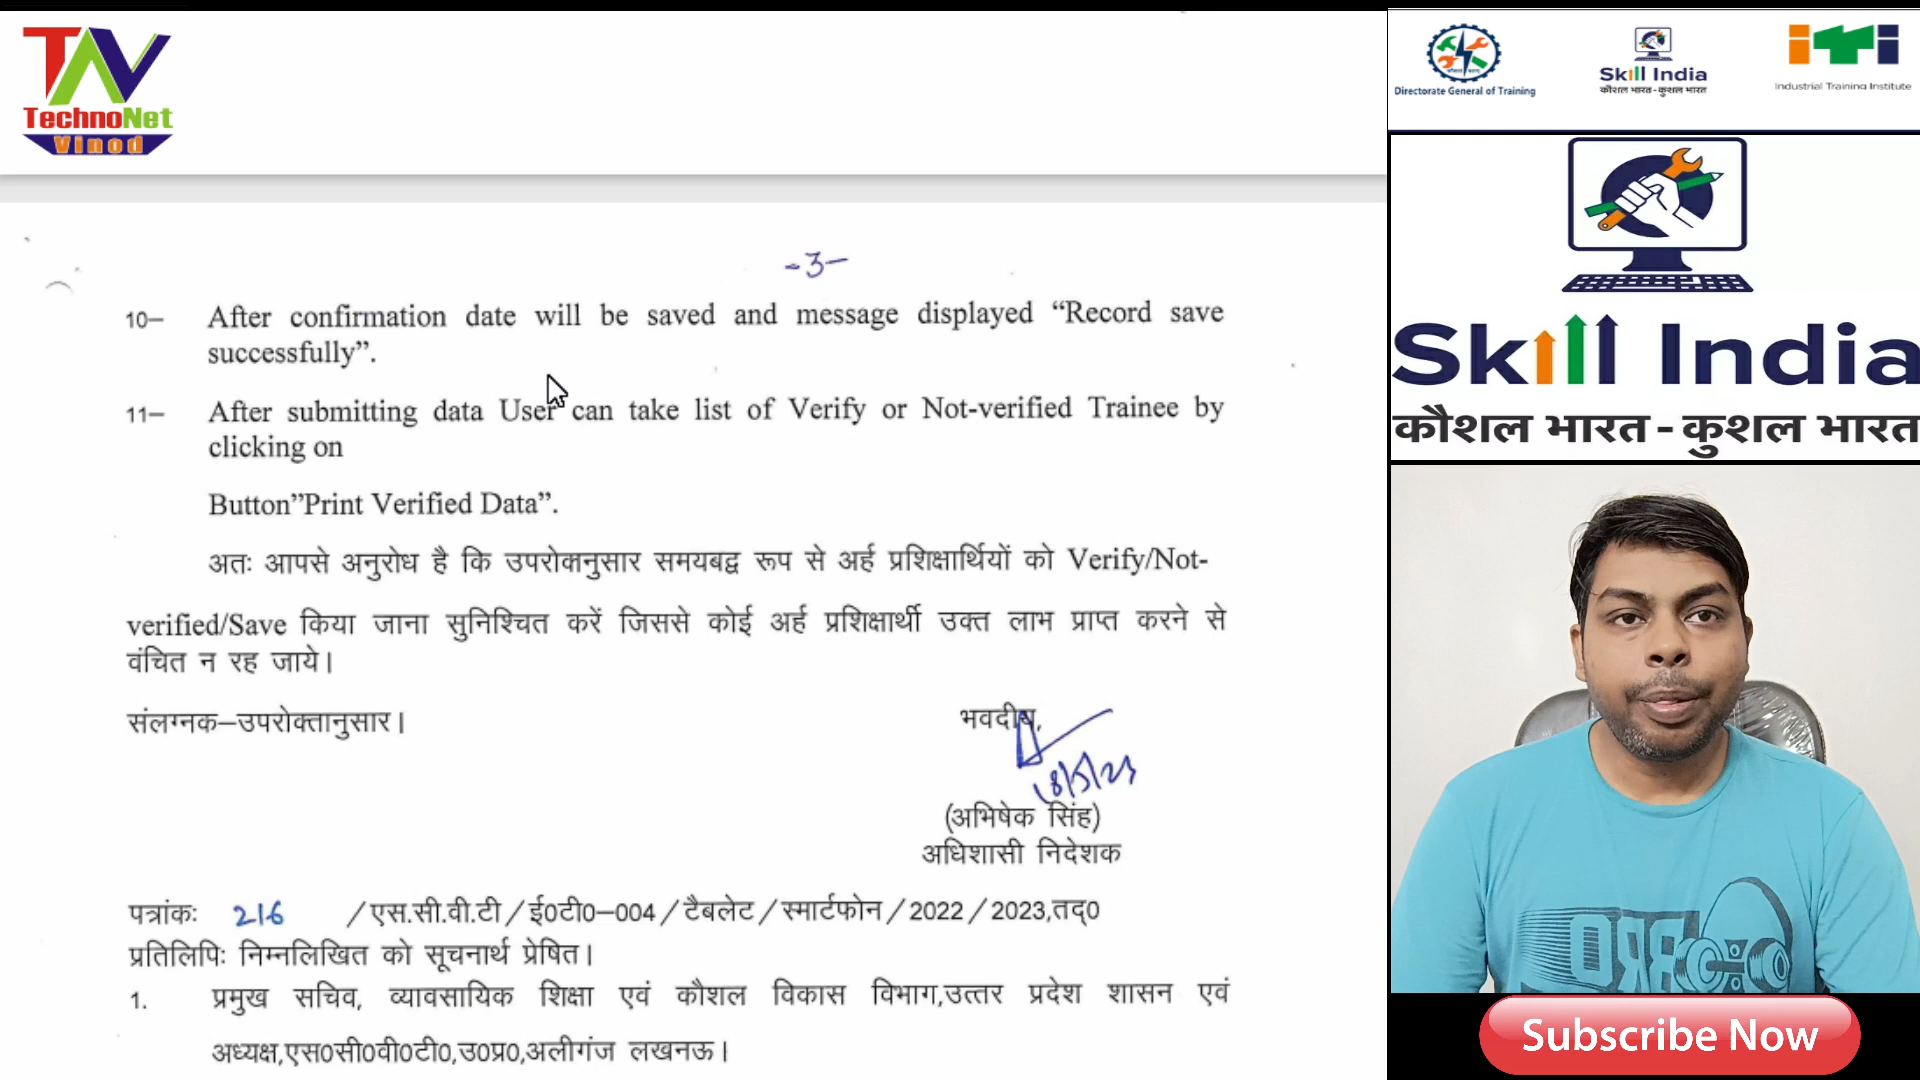 TechnoNet
Vinod
-3-
10– After confirmation date will be saved and message displayed “Record save
successfully”.
11– After submitting data User can take list of Verify or Not-verified Trainee by
clicking on
Button”Print Verified Data”.
अतः आपसे अनुरोध है कि उपरोक्तनुसार समयबद्व रूप से अर्ह प्रशिक्षार्थियों को Verify/Not-
verified/Save किया जाना सुनिश्चित करें जिससे कोई अर्ह प्रशिक्षार्थी उक्त लाभ प्राप्त करने से
वंचित न रह जाये।
संलग्नक–उपरोक्तानुसार।
भवदीय,
18/5/23
(अभिषेक सिंह)
अधिशासी निदेशक
पत्रांकः 216 /एस.सी.वी.टी/ई0टी0–004/टैबलेट/स्मार्टफोन/2022/2023,तद्0
प्रतिलिपिः निम्नलिखित को सूचनार्थ प्रेषित।
1. प्रमुख सचिव, व्यावसायिक शिक्षा एवं कौशल विकास विभाग,उत्तर प्रदेश शासन एवं
अध्यक्ष,एस0सी0वी0टी0,उ0प्र0,अलीगंज लखनऊ।
Directorate General of Training
Skill India
कौशल भारत-कुशल भारत
iTi
Industrial Training Institute
Skill India
कौशल भारत-कुशल भारत
Subscribe Now